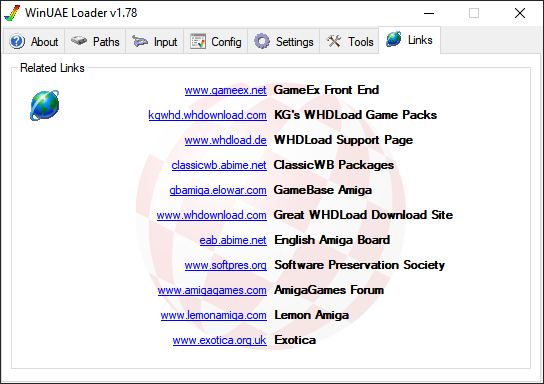 WinUAE Loader v1.78
About Paths Input Config Settings Tools Links
Related Links
www.gameex.net GameEx Front End
kgwhd.whdownload.com KG's WHDLoad Game Packs
www.whdload.de WHDLoad Support Page
classicwb.abime.net ClassicWB Packages
gbamiga.elowar.com GameBase Amiga
www.whdownload.com Great WHDLoad Download Site
eab.abime.net English Amiga Board
www.softpres.org Software Preservation Society
www.amigagames.com AmigaGames Forum
www.lemonamiga.com Lemon Amiga
www.exotica.org.uk Exotica